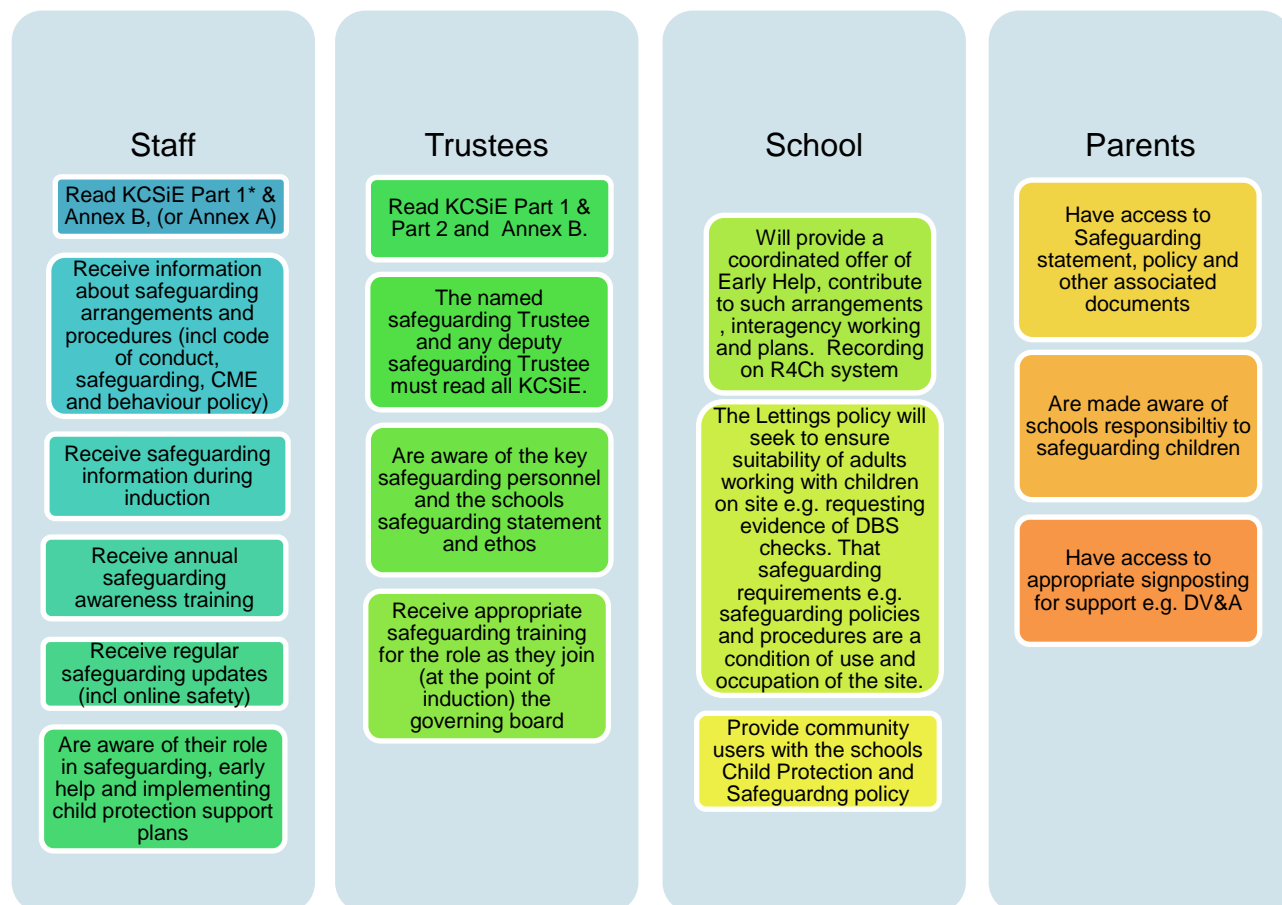 Staff
Read KCSiE Part 1* &
Annex B, (or Annex A)
Receive information
about safeguarding
arrangements and
procedures (incl code
of conduct,
safeguarding, CME
and behaviour policy)
Receive safeguarding
information during
induction
Receive annual
safeguarding
awareness training
Receive regular
safeguarding updates
(incl online safety)
Are aware of their role
in safeguarding, early
help and implementing
child protection support
plans
Trustees
Read KCSiE Part 1 &
Part 2 and Annex B.
The named
safeguarding Trustee
and any deputy
safeguarding Trustee
must read all KCSiE.
Are aware of the key
safeguarding personnel
and the schools
safeguarding statement
and ethos
Receive appropriate
safeguarding training
for the role as they join
(at the point of
induction) the
governing board
School
Will provide a
coordinated offer of
Early Help, contribute
to such arrangements
, interagency working
and plans. Recording
on R4Ch system
The Lettings policy will
seek to ensure
suitability of adults
working with children
on site e.g. requesting
evidence of DBS
checks. That
safeguarding
requirements e.g.
safeguarding policies
and procedures are a
condition of use and
occupation of the site.
Provide community
users with the schools
Child Protection and
Safeguardng policy
Parents
Have access to
Safeguarding
statement, policy and
other associated
documents
Are made aware of
schools responsibiltiy to
safeguarding children
Have access to
appropriate signposting
for support e.g. DV&A